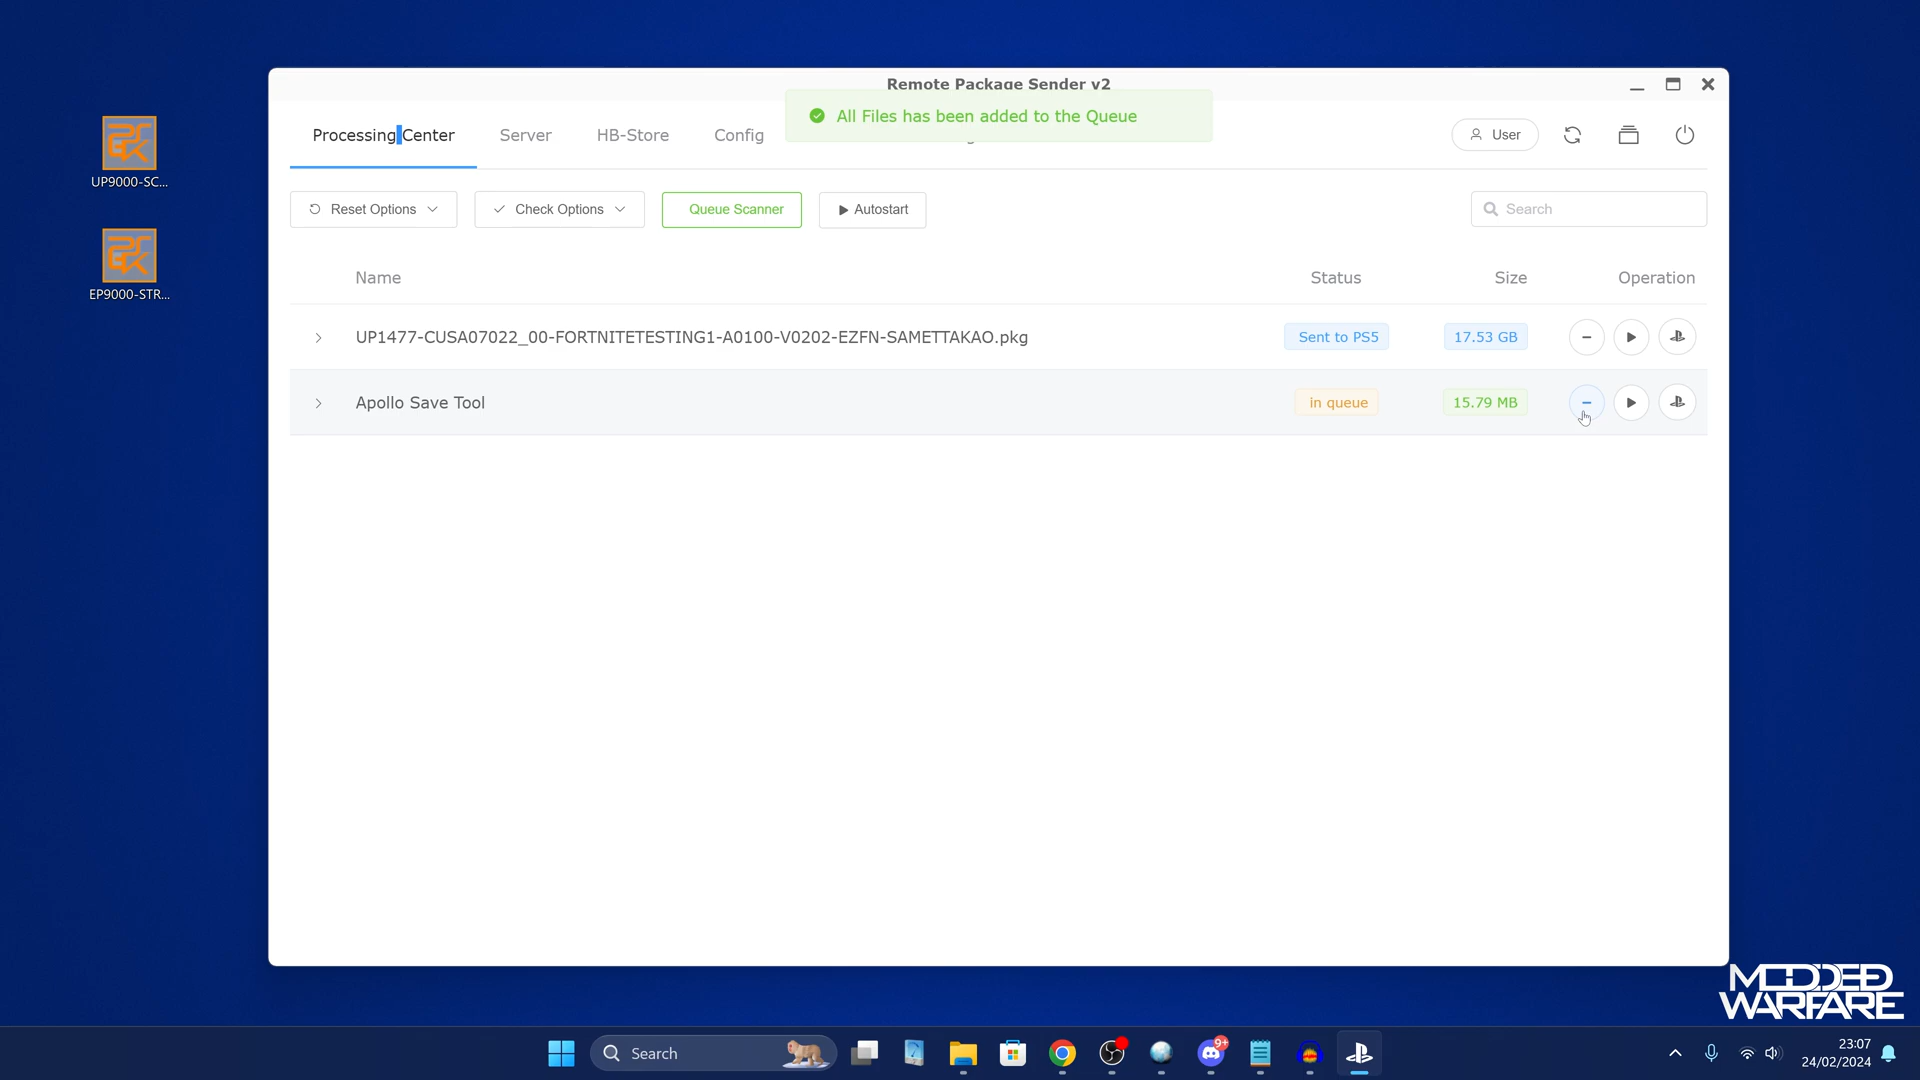 Remote Package Sender v2
All Files has been added to the Queue
Processing Center
Server
HB-Store
Config
User
Reset Options
Check Options
Queue Scanner
Autostart
Search
Name
Status
Size
Operation
UP1477-CUSA07022_00-FORTNITETESTING1-A0100-V0202-EZFN-SAMETTAKAO.pkg
Sent to PS5
17.53 GB
Apollo Save Tool
in queue
15.79 MB
UP9000-SC...
EP9000-STR...
MODDED
WARFARE
Search
9+
23:07
24/02/2024